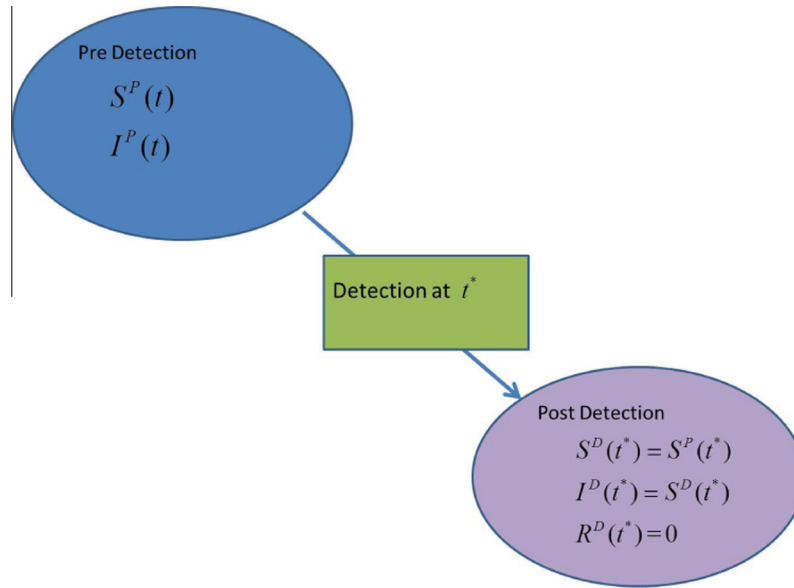 Pre Detection
S^P(t)
I^P(t)
Detection at t^*
Post Detection
S^D(t^*) = S^P(t^*)
I^D(t^*) = S^D(t^*)
R^D(t^*) = 0